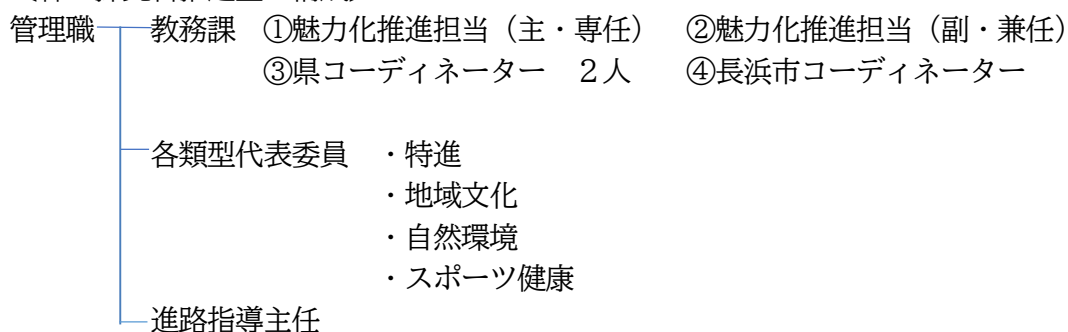 管理職 教務課 ①魅力化推進担当（主・専任） ②魅力化推進担当（副・兼任）
③県コーディネーター ２人 ④長浜市コーディネーター
各類型代表委員 ・特進
・地域文化
・自然環境
・スポーツ健康
進路指導主任